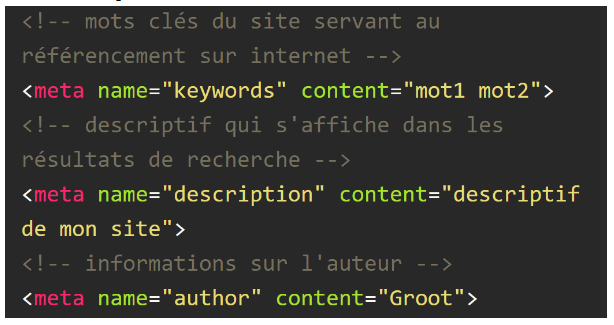 <!-- mots clés du site servant au
référencement sur internet -->
<meta name="keywords" content="mot1 mot2">
<!-- descriptif qui s'affiche dans les
résultats de recherche -->
<meta name="description" content="descriptif
de mon site">
<!-- informations sur l'auteur -->
<meta name="author" content="Groot">